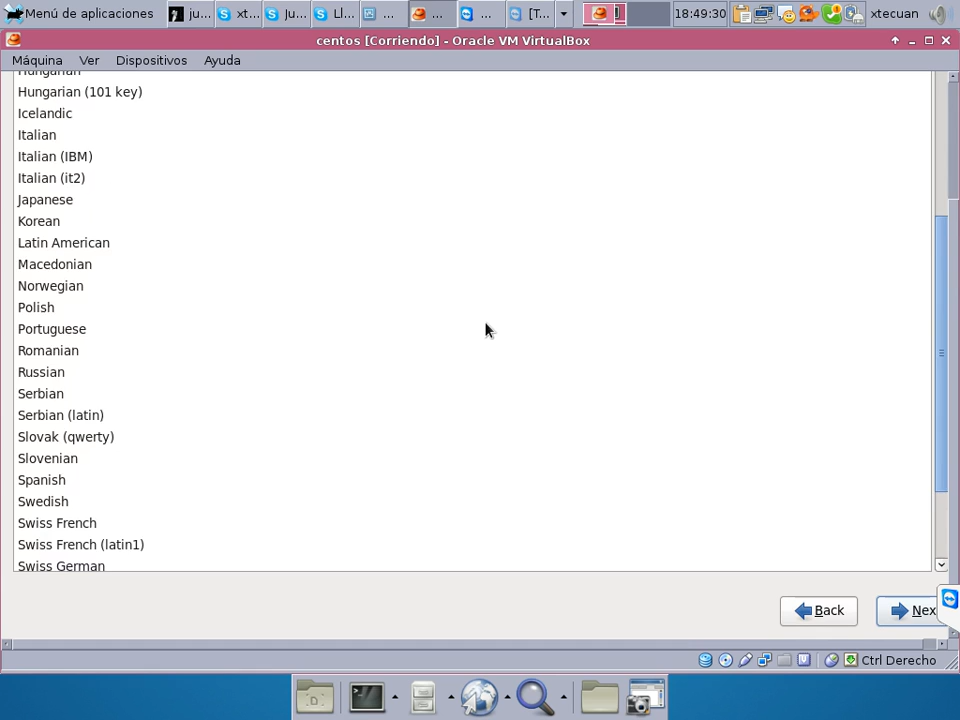 Menú de aplicaciones
ju...
xt...
Ju...
Ll...
...
...
...
[T...
18:49:30
xtecuan
centos [Corriendo] - Oracle VM VirtualBox
Máquina Ver Dispositivos Ayuda
Hungarian
Hungarian (101 key)
Icelandic
Italian
Italian (IBM)
Italian (it2)
Japanese
Korean
Latin American
Macedonian
Norwegian
Polish
Portuguese
Romanian
Russian
Serbian
Serbian (latin)
Slovak (qwerty)
Slovenian
Spanish
Swedish
Swiss French
Swiss French (latin1)
Swiss German
Back
Nex
Ctrl Derecho